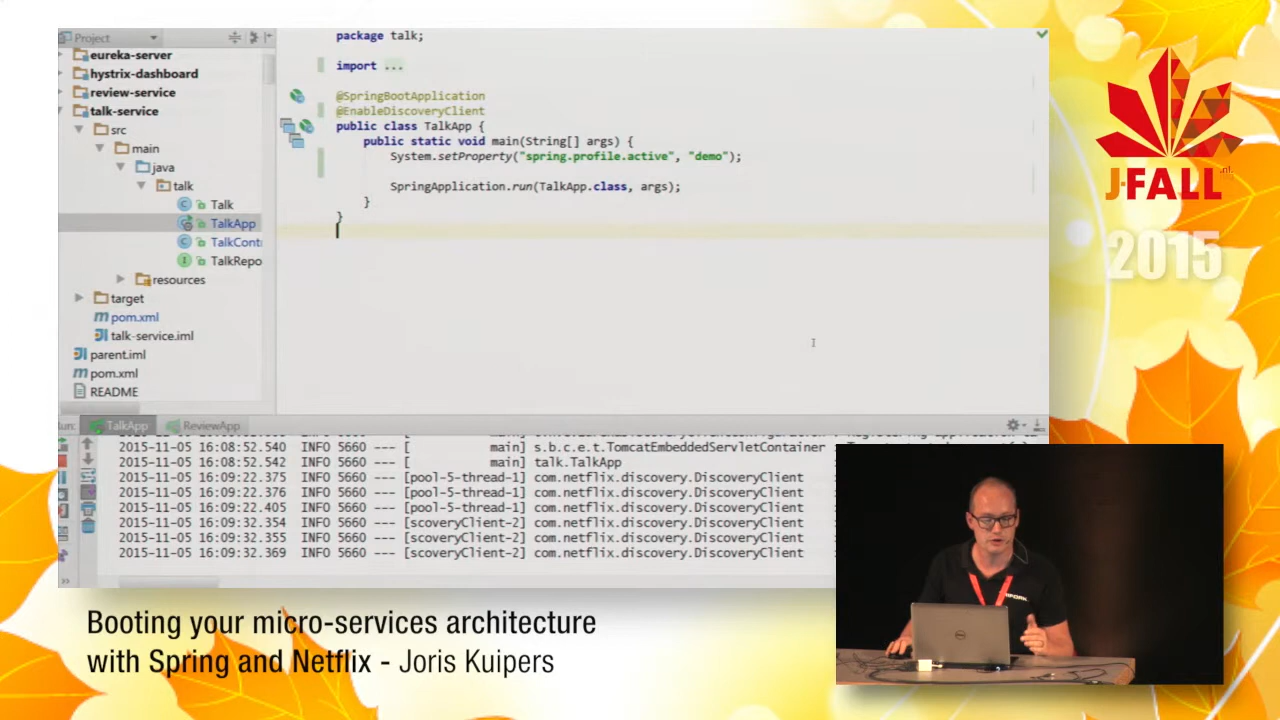 Project
eureka-server
hystrix-dashboard
review-service
talk-service
src
main
java
talk
Talk
TalkApp
TalkCont
TalkRepo
resources
target
pom.xml
talk-service.iml
parent.iml
pom.xml
README
package talk;
import ...
@SpringBootApplication
@EnableDiscoveryClient
public class TalkApp {
public static void main(String[] args) {
System.setProperty("spring.profile.active", "demo");
SpringApplication.run(TalkApp.class, args);
}
}
TalkApp ReviewApp
2015-11-05 16:08:52.540 INFO 5660 --- [ main] s.b.c.e.t.TomcatEmbeddedServletContainer
2015-11-05 16:08:52.542 INFO 5660 --- [ main] talk.TalkApp :
2015-11-05 16:09:22.375 INFO 5660 --- [pool-5-thread-1] com.netflix.discovery.DiscoveryClient :
2015-11-05 16:09:22.376 INFO 5660 --- [pool-5-thread-1] com.netflix.discovery.DiscoveryClient :
2015-11-05 16:09:22.405 INFO 5660 --- [pool-5-thread-1] com.netflix.discovery.DiscoveryClient :
2015-11-05 16:09:32.354 INFO 5660 --- [scoveryClient-2] com.netflix.discovery.DiscoveryClient :
2015-11-05 16:09:32.355 INFO 5660 --- [scoveryClient-2] com.netflix.discovery.DiscoveryClient :
2015-11-05 16:09:32.369 INFO 5660 --- [scoveryClient-2] com.netflix.discovery.DiscoveryClient :
J-FALL.nl
2015
Booting your micro-services architecture
with Spring and Netflix - Joris Kuipers